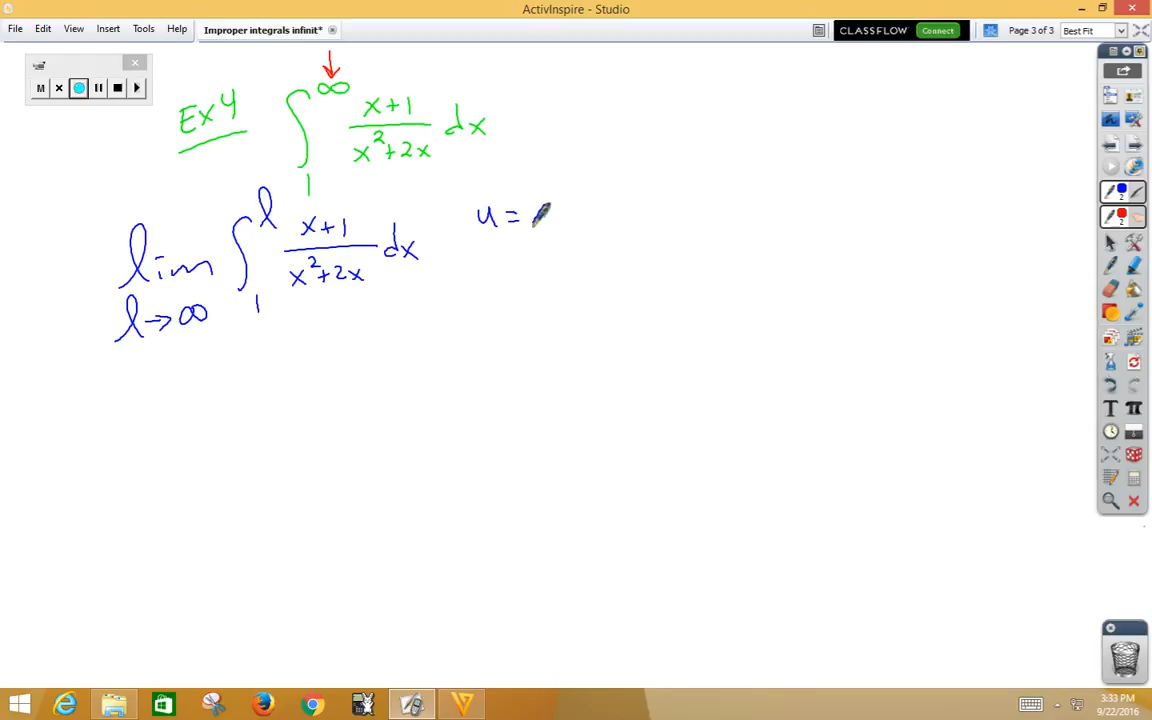 ActivInspire - Studio
File Edit View Insert Tools Help Improper integrals infinit* CLASSFLOW Connect Page 3 of 3 Best Fit
M
Ex 4 ∫₁^∞ (x+1)/(x²+2x) dx
lim l→∞ ∫₁^l (x+1)/(x²+2x) dx u =
2
2
T π
3:33 PM
9/22/2016